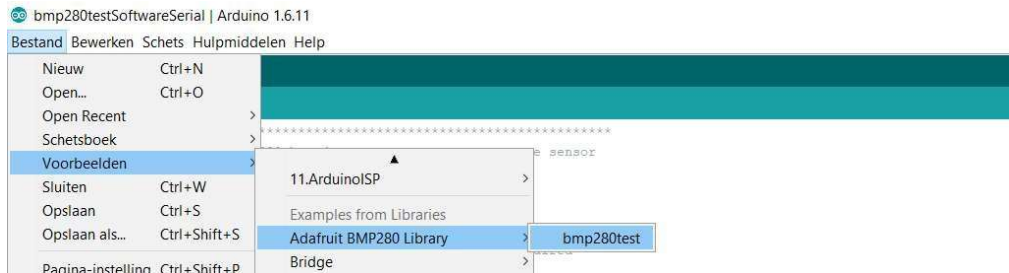 bmp280testSoftwareSerial | Arduino 1.6.11
Bestand Bewerken Schets Hulpmiddelen Help
Nieuw Ctrl+N
Open... Ctrl+O
Open Recent
Schetsboek
Voorbeelden
Sluiten Ctrl+W
Opslaan Ctrl+S
Opslaan als... Ctrl+Shift+S
Pagina-instelling Ctrl+Shift+P
*********************************************
e sensor
11.ArduinoISP
Examples from Libraries
Adafruit BMP280 Library
bmp280test
Bridge